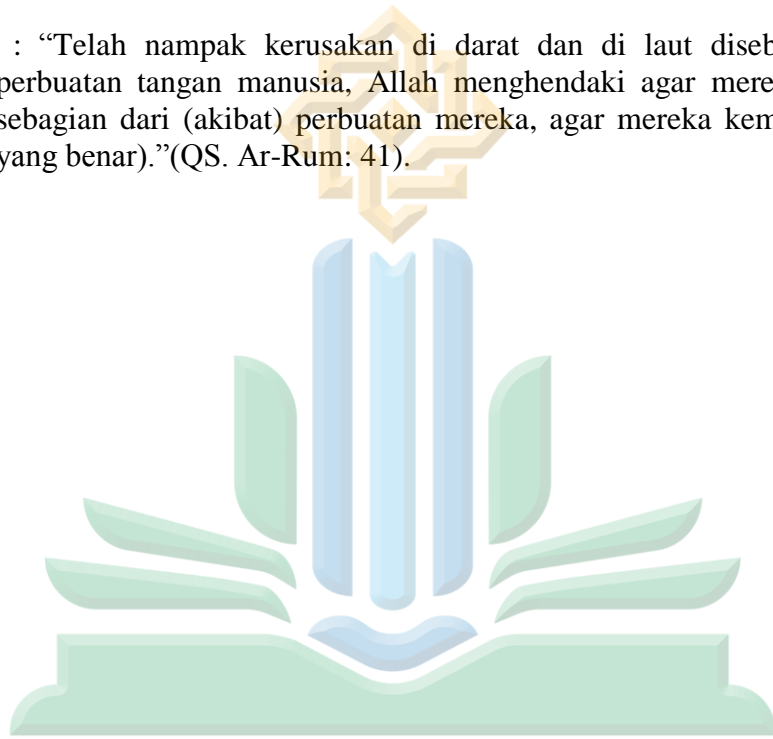 : “Telah nampak kerusakan di darat dan di laut diseb
perbuatan tangan manusia, Allah menghendaki agar mere
sebagian dari (akibat) perbuatan mereka, agar mereka kem
yang benar).”(QS. Ar-Rum: 41).